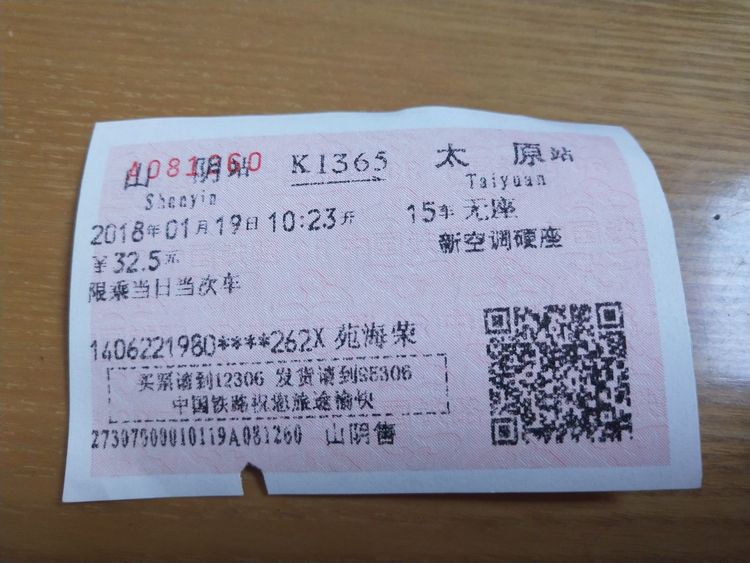 A081260
山 阴站 K1365 太 原站
Shanyin Taiyuan
2018年01月19日10:23开 15车无座
￥32.5元 新空调硬座
限乘当日当次车
1406221980****262X 苑海荣
买票请到12306 发货请到95306
中国铁路祝您旅途愉快
27307800010119A081260 山阴售